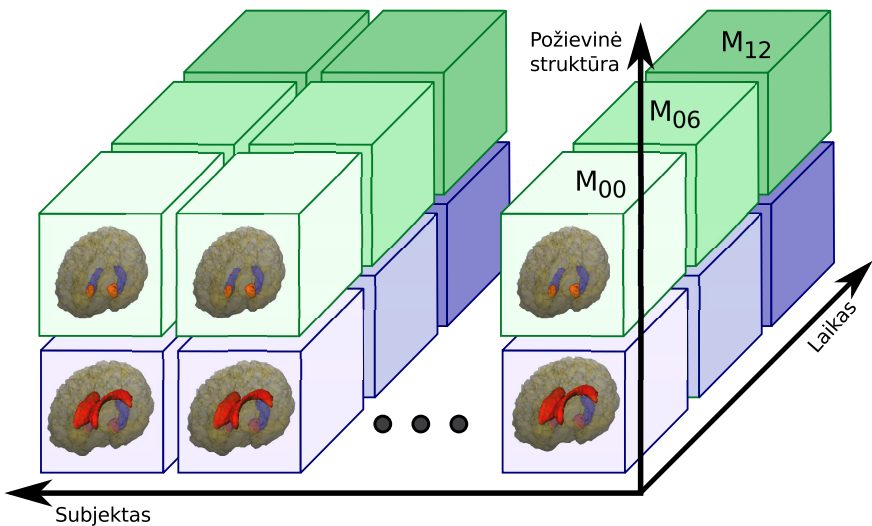 Požievinė
struktūra
M12
M06
M00
Laikas
Subjektas